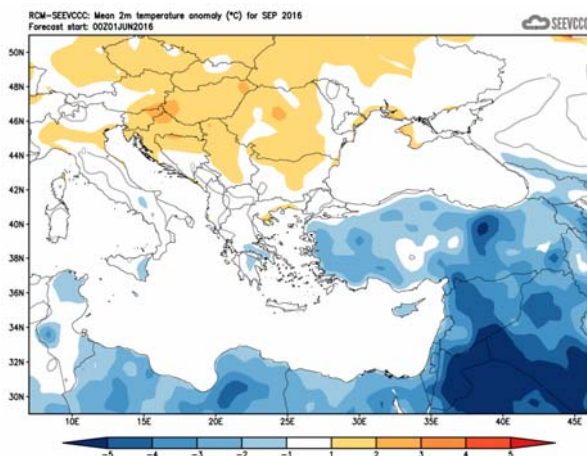 RCM-SEEVCCC: Mean 2m temperature anomaly (°C) for SEP 2016
Forecast start: 00Z01JUN2016
SEEVCCC
50N
48N
46N
44N
42N
40N
38N
36N
34N
32N
30N
10E 15E 20E 25E 30E 35E 40E 45E
-5 -4 -3 -2 -1 1 2 3 4 5